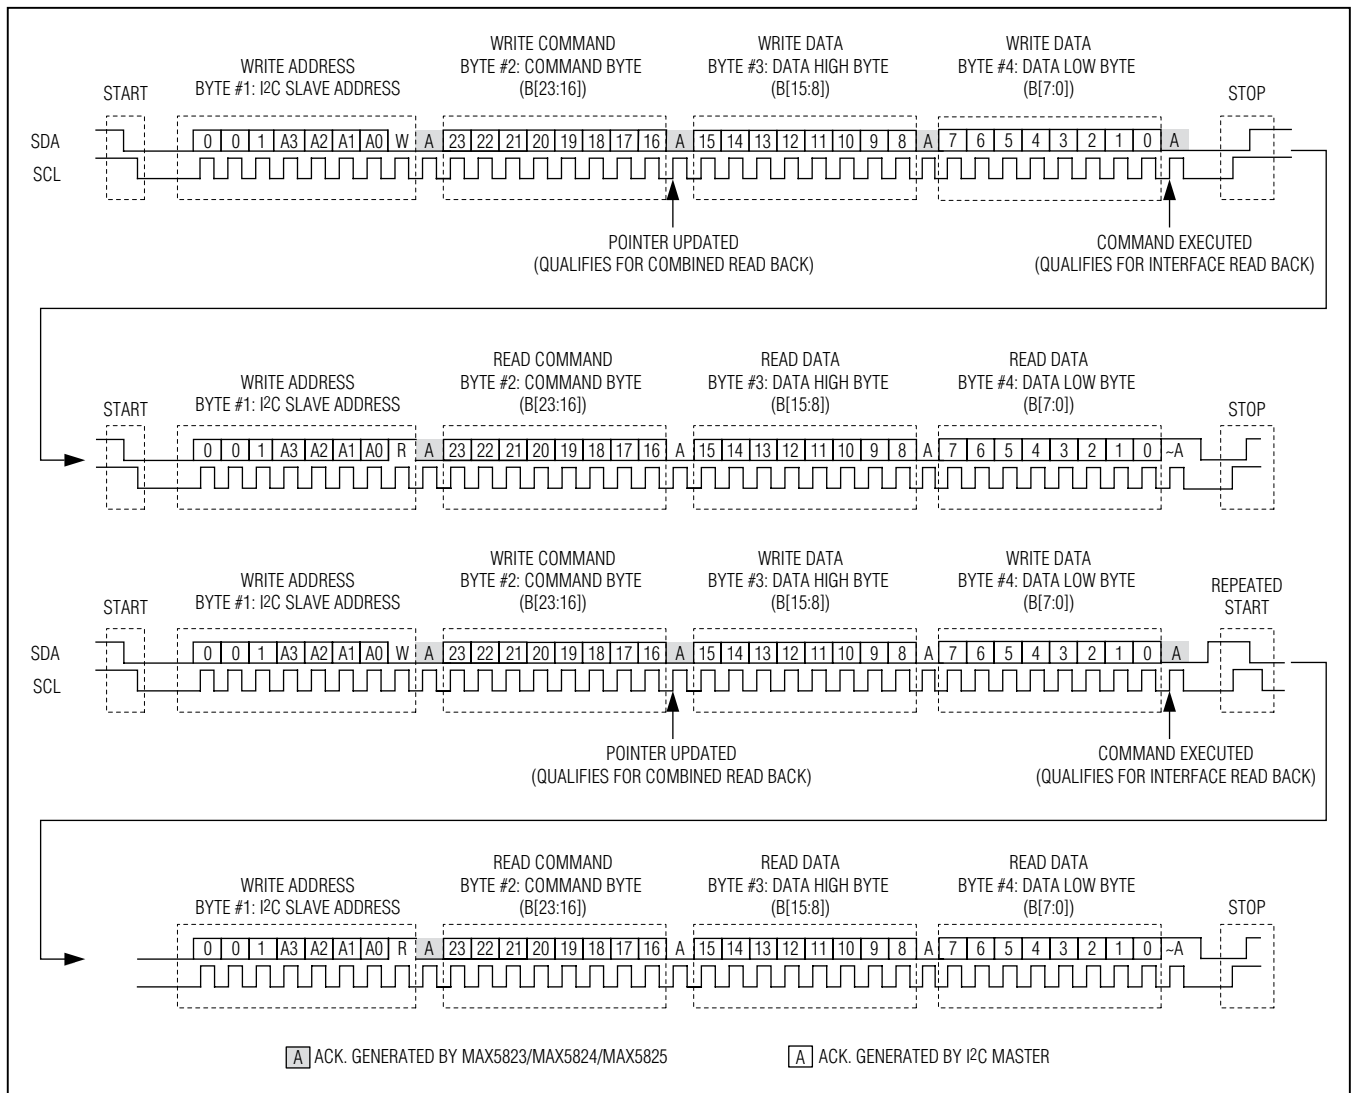 WRITE COMMAND WRITE DATA WRITE DATA
WRITE ADDRESS BYTE #2: COMMAND BYTE BYTE #3: DATA HIGH BYTE BYTE #4: DATA LOW BYTE
START BYTE #1: I2C SLAVE ADDRESS (B[23:16]) (B[15:8]) (B[7:0]) STOP
SDA 0 0 1 A3 A2 A1 A0 W A 23 22 21 20 19 18 17 16 A 15 14 13 12 11 10 9 8 A 7 6 5 4 3 2 1 0 A
SCL
POINTER UPDATED COMMAND EXECUTED
(QUALIFIES FOR COMBINED READ BACK) (QUALIFIES FOR INTERFACE READ BACK)
READ COMMAND READ DATA READ DATA
WRITE ADDRESS BYTE #2: COMMAND BYTE BYTE #3: DATA HIGH BYTE BYTE #4: DATA LOW BYTE
START BYTE #1: I2C SLAVE ADDRESS (B[23:16]) (B[15:8]) (B[7:0]) STOP
0 0 1 A3 A2 A1 A0 R A 23 22 21 20 19 18 17 16 A 15 14 13 12 11 10 9 8 A 7 6 5 4 3 2 1 0 ~A
WRITE COMMAND WRITE DATA WRITE DATA
WRITE ADDRESS BYTE #2: COMMAND BYTE BYTE #3: DATA HIGH BYTE BYTE #4: DATA LOW BYTE REPEATED
START BYTE #1: I2C SLAVE ADDRESS (B[23:16]) (B[15:8]) (B[7:0]) START
SDA 0 0 1 A3 A2 A1 A0 W A 23 22 21 20 19 18 17 16 A 15 14 13 12 11 10 9 8 A 7 6 5 4 3 2 1 0 A
SCL
POINTER UPDATED COMMAND EXECUTED
(QUALIFIES FOR COMBINED READ BACK) (QUALIFIES FOR INTERFACE READ BACK)
READ COMMAND READ DATA READ DATA
WRITE ADDRESS BYTE #2: COMMAND BYTE BYTE #3: DATA HIGH BYTE BYTE #4: DATA LOW BYTE
BYTE #1: I2C SLAVE ADDRESS (B[23:16]) (B[15:8]) (B[7:0]) STOP
0 0 1 A3 A2 A1 A0 R A 23 22 21 20 19 18 17 16 A 15 14 13 12 11 10 9 8 A 7 6 5 4 3 2 1 0 ~A
A ACK. GENERATED BY MAX5823/MAX5824/MAX5825 A ACK. GENERATED BY I2C MASTER